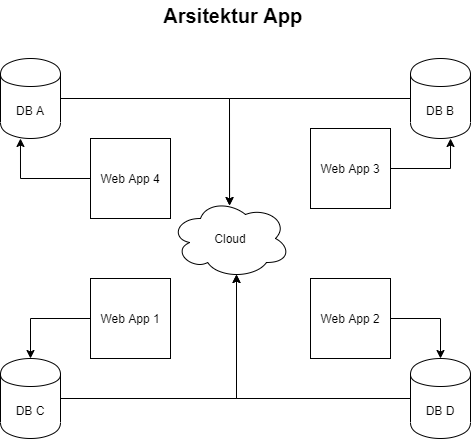 Arsitektur App
DB A
DB B
Web App 4
Web App 3
Cloud
Web App 1
Web App 2
DB C
DB D